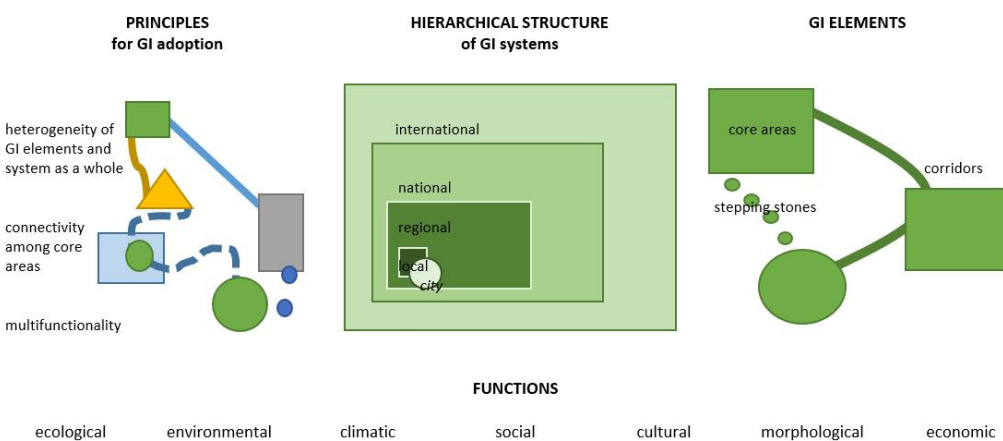 PRINCIPLES
for GI adoption
heterogeneity of
GI elements and
system as a whole
connectivity
among core
areas
multifunctionality
HIERARCHICAL STRUCTURE
of GI systems
international
national
regional
local
city
GI ELEMENTS
core areas
corridors
stepping stones
FUNCTIONS
ecological environmental climatic social cultural morphological economic